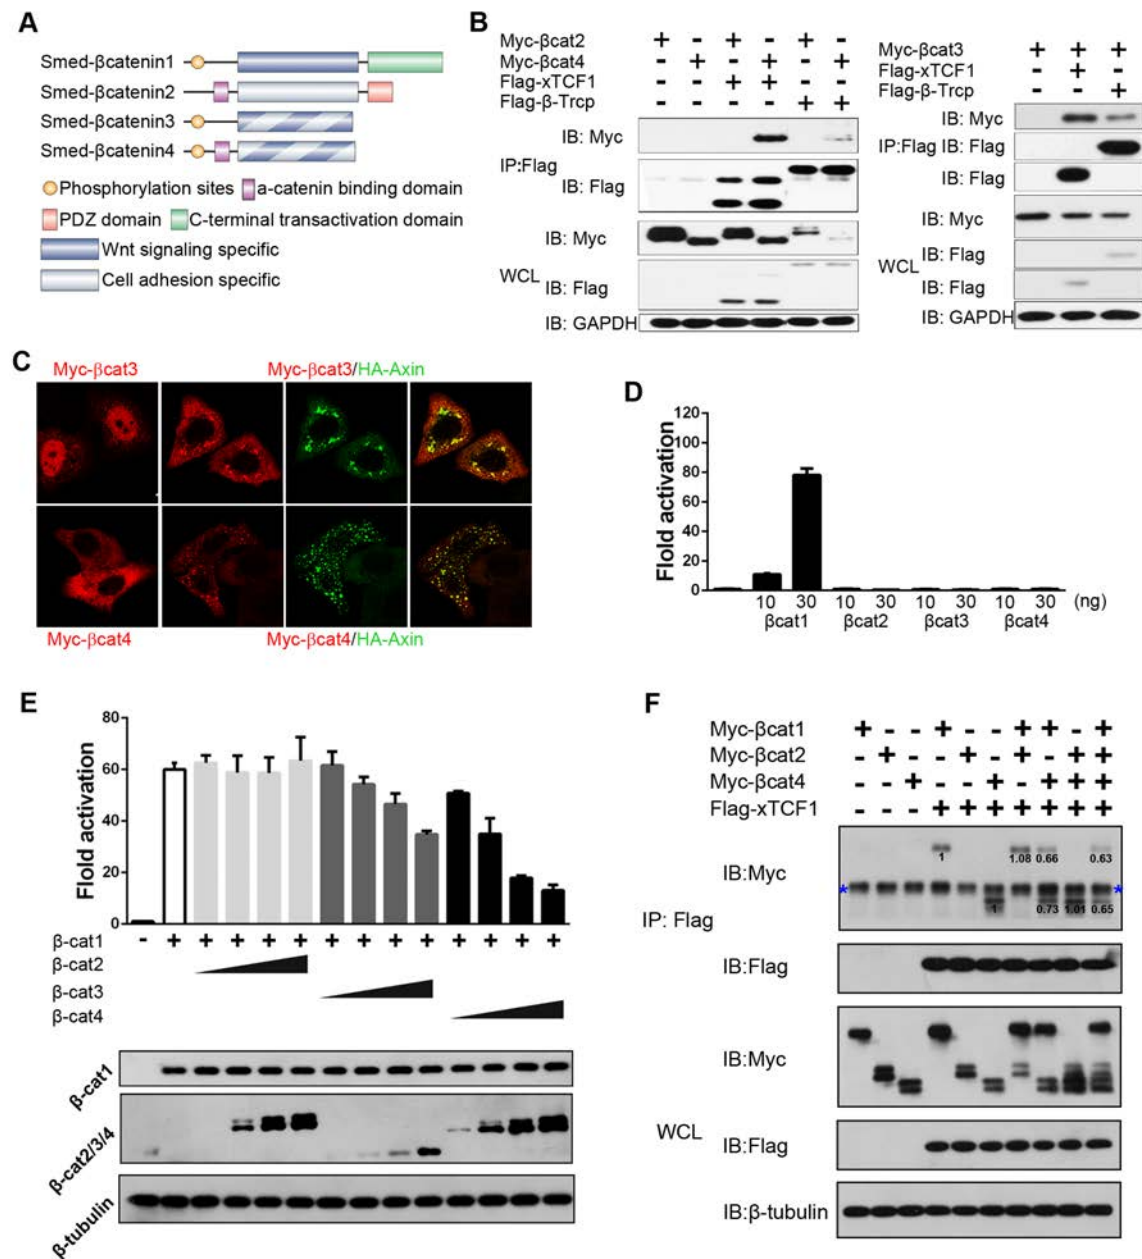 A
Smed-βcatenin1
Smed-βcatenin2
Smed-βcatenin3
Smed-βcatenin4
Phosphorylation sites a-catenin binding domain
PDZ domain C-terminal transactivation domain
Wnt signaling specific
Cell adhesion specific
B
Myc-βcat2 + - + - + -
Myc-βcat4 - + - + - +
Flag-xTCF1 - - + + - -
Flag-β-Trcp - - - - + +
IB: Myc
IP:Flag
IB: Flag
IB: Myc
WCL
IB: Flag
IB: GAPDH
Myc-βcat3 + + +
Flag-xTCF1 - + -
Flag-β-Trcp - - +
IB: Myc
IP:Flag IB: Flag
IB: Flag
IB: Myc
IB: Flag
WCL
IB: Flag
IB: GAPDH
C
Myc-βcat3 Myc-βcat3/HA-Axin
Myc-βcat4 Myc-βcat4/HA-Axin
D
Flold activation
120
100
80
60
40
20
0
10 30 10 30 10 30 10 30 (ng)
βcat1 βcat2 βcat3 βcat4
E
Flold activation
80
60
40
20
0
β-cat1 - + + + + + + + + + + + + +
β-cat2
β-cat3
β-cat4
β-cat1
β-cat2/3/4
β-tubulin
F
Myc-βcat1 + - - + - - + + - +
Myc-βcat2 - + - - + - + - + +
Myc-βcat4 - - + - - + - + + +
Flag-xTCF1 - - - + + + + + + +
IB:Myc
1 1.08 0.66 0.63
* *
1 0.73 1.01 0.65
IP: Flag
IB:Flag
IB:Myc
WCL
IB:Flag
IB:β-tubulin